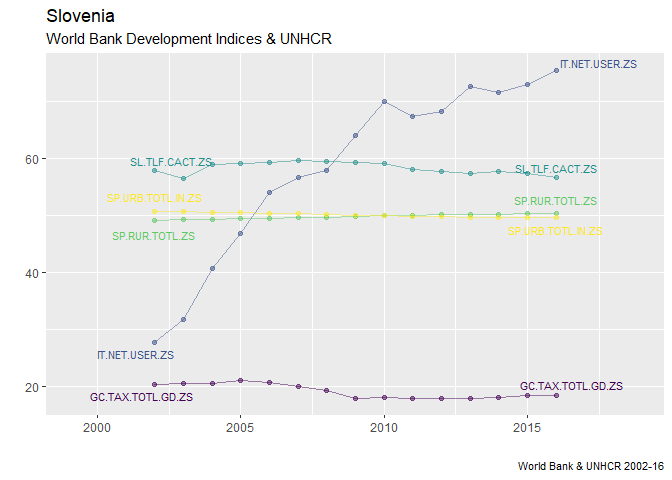 Slovenia
World Bank Development Indices & UNHCR
IT.NET.USER.ZS
60
SL.TLF.CACT.ZS
SL.TLF.CACT.ZS
SP.URB.TOTL.IN.ZS
SP.RUR.TOTL.ZS
SP.RUR.TOTL.ZS
SP.URB.TOTL.IN.ZS
40
IT.NET.USER.ZS
20
GC.TAX.TOTL.GD.ZS
GC.TAX.TOTL.GD.ZS
2000 2005 2010 2015
World Bank & UNHCR 2002-16